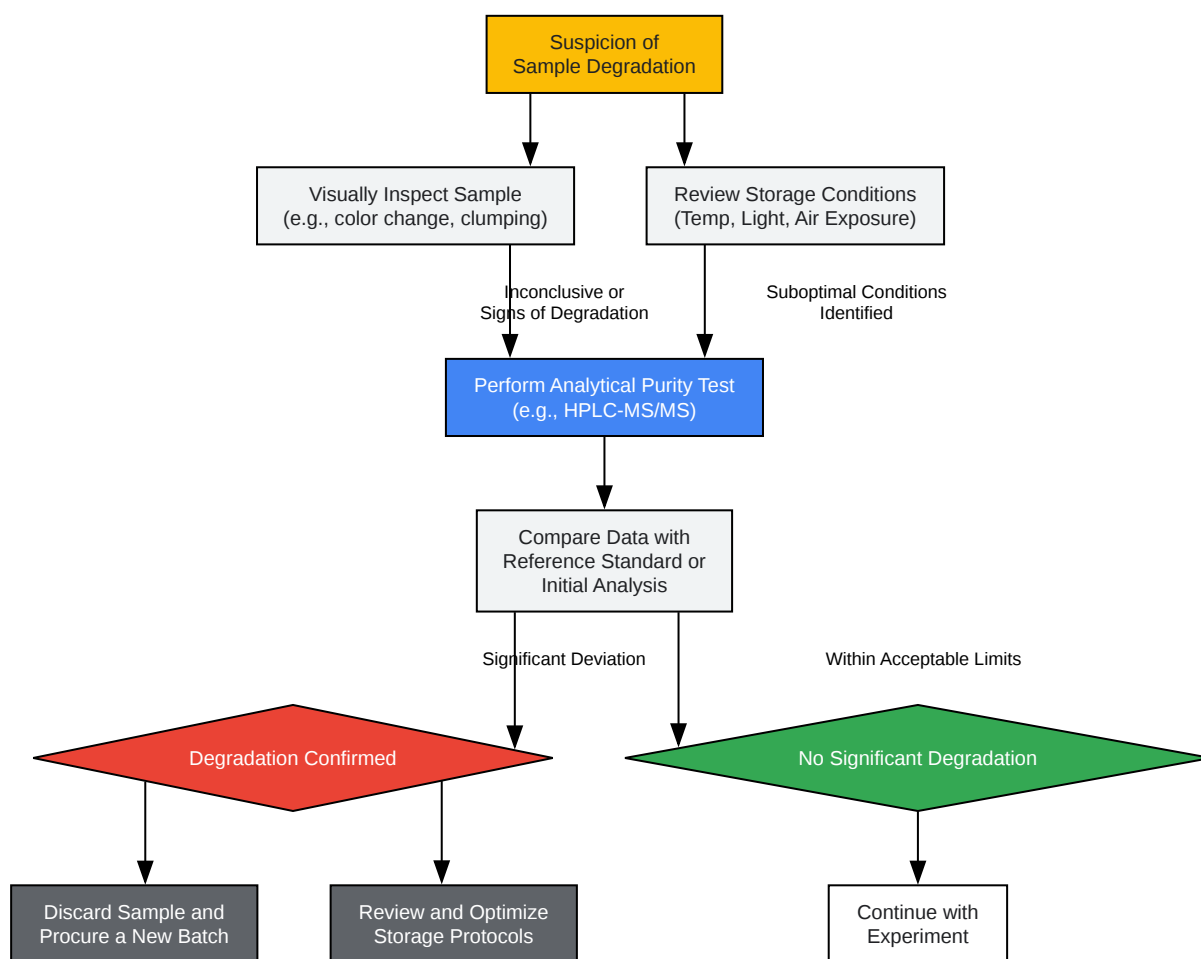 Suspicion of
Sample Degradation
Visually Inspect Sample
(e.g., color change, clumping)
Review Storage Conditions
(Temp, Light, Air Exposure)
Inconclusive or
Signs of Degradation
Suboptimal Conditions
Identified
Perform Analytical Purity Test
(e.g., HPLC-MS/MS)
Compare Data with
Reference Standard or
Initial Analysis
Significant Deviation
Within Acceptable Limits
Degradation Confirmed
No Significant Degradation
Discard Sample and
Procure a New Batch
Review and Optimize
Storage Protocols
Continue with
Experiment